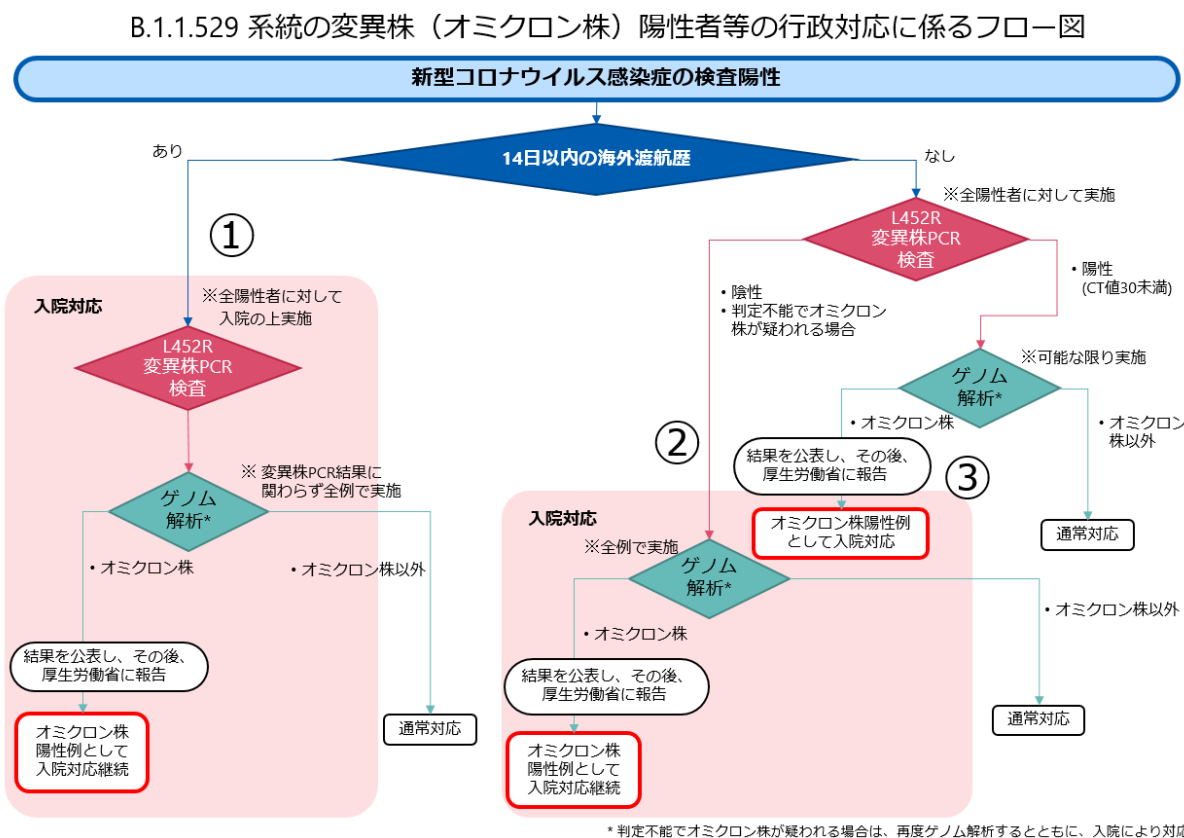 B.1.1.529 系統の変異株（オミクロン株）陽性者等の行政対応に係るフロー図
新型コロナウイルス感染症の検査陽性
14日以内の海外渡航歴
あり
なし
①
入院対応
※全陽性者に対して
入院の上実施
L452R
変異株PCR
検査
※ 変異株PCR結果に
関わらず全例で実施
ゲノム
解析*
・オミクロン株
・オミクロン株以外
結果を公表し、その後、
厚生労働省に報告
オミクロン株
陽性例として
入院対応継続
通常対応
※全陽性者に対して実施
L452R
変異株PCR
検査
・陰性
・判定不能でオミクロン
株が疑われる場合
・陽性
(CT値30未満)
②
※可能な限り実施
ゲノム
解析*
・オミクロン株
・オミクロン
株以外
結果を公表し、その後、
厚生労働省に報告
③
オミクロン株陽性例
として入院対応
通常対応
入院対応
※全例で実施
ゲノム
解析*
・オミクロン株
・オミクロン株以外
結果を公表し、その後、
厚生労働省に報告
オミクロン株
陽性例として
入院対応継続
通常対応
* 判定不能でオミクロン株が疑われる場合は、再度ゲノム解析するとともに、入院により対応